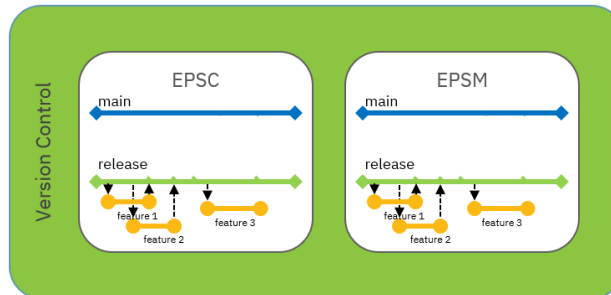 Version Control
EPSC
main
release
feature 1
feature 2
feature 3
EPSM
main
release
feature 1
feature 2
feature 3